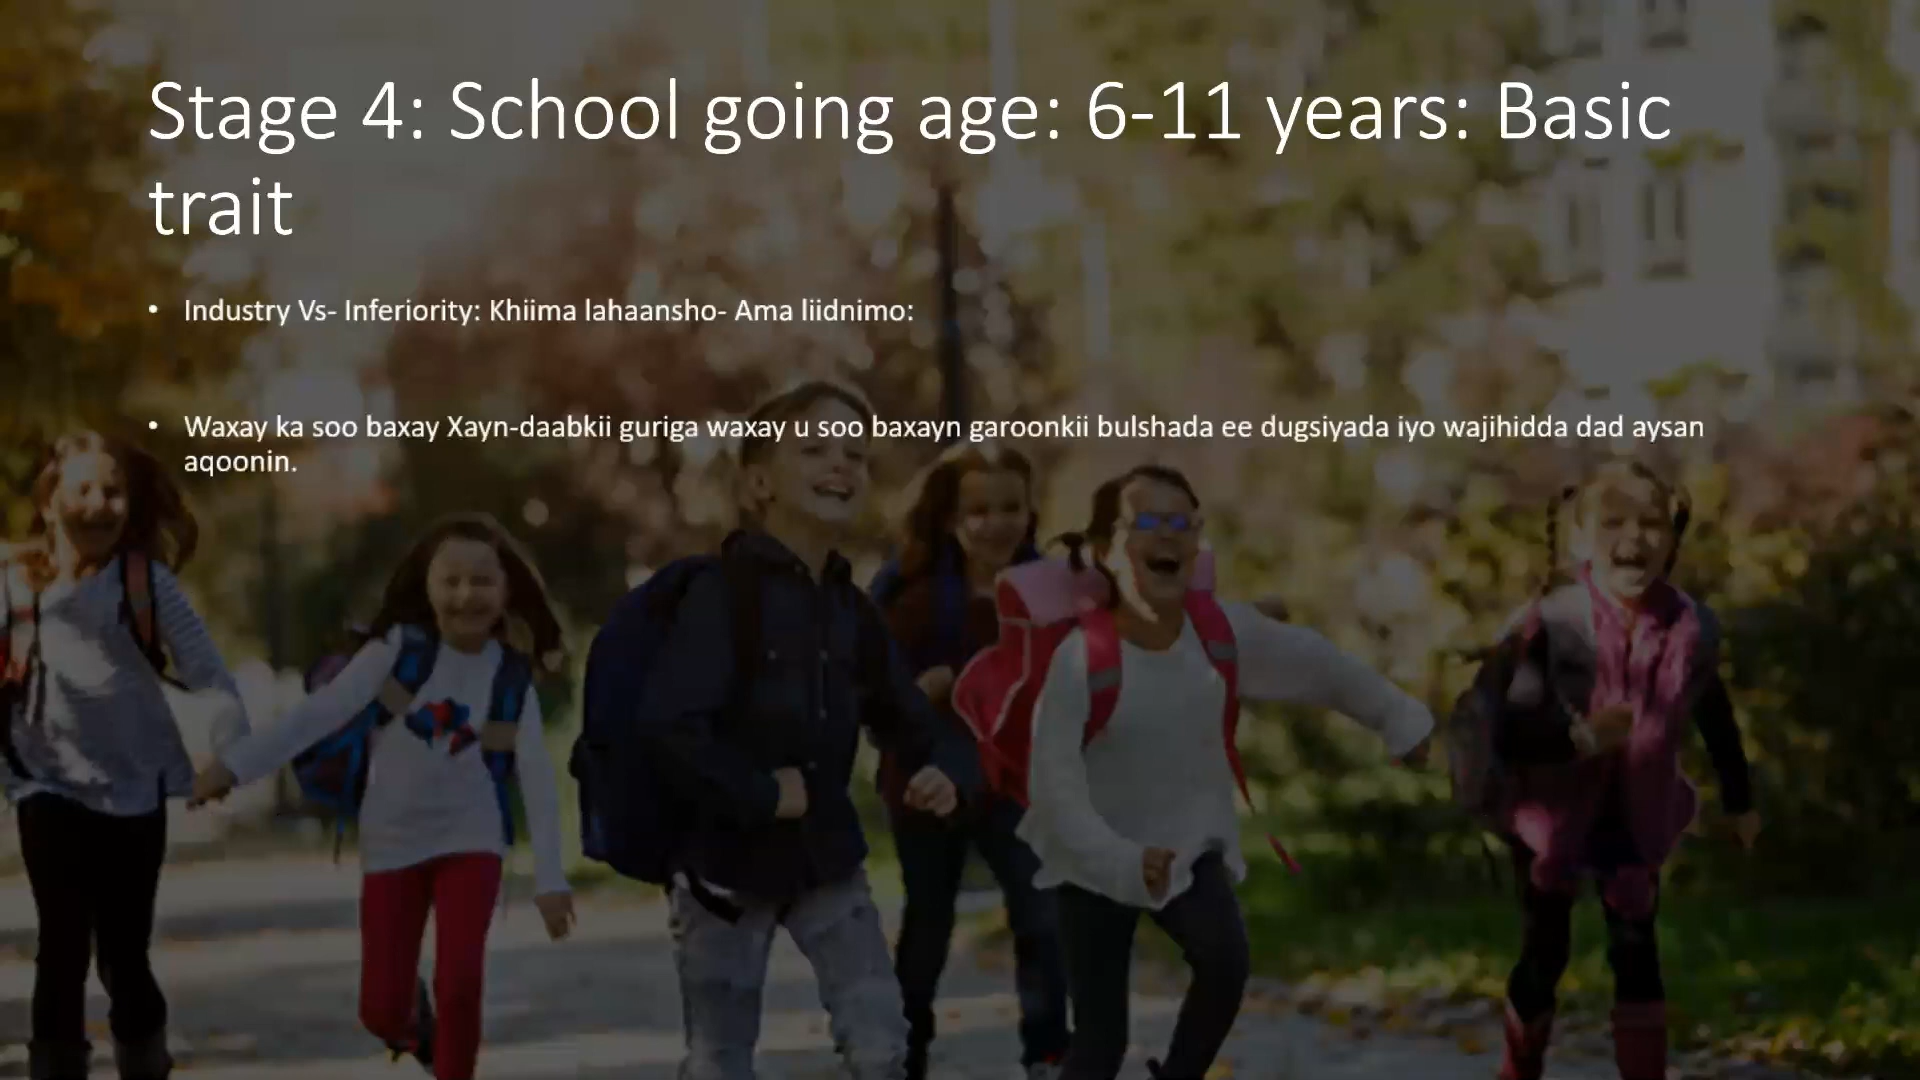 Stage 4: School going age: 6-11 years: Basic
trait
• Industry Vs- Inferiority: Khiima lahaansho- Ama liidnimo:
• Waxay ka soo baxay Xayn-daabkii guriga waxay u soo baxayn garoonkii bulshada ee dugsiyada iyo wajihidda dad aysan
aqoonin.